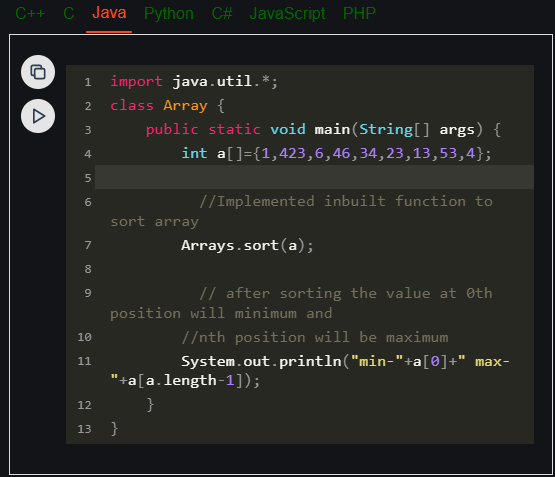 C++ C Java Python C# JavaScript PHP
1 import java.util.*;
2 class Array {
3 public static void main(String[] args) {
4 int a[]={1,423,6,46,34,23,13,53,4};
5
6 //Implemented inbuilt function to
sort array
7 Arrays.sort(a);
8
9 // after sorting the value at 0th
position will minimum and
10 //nth position will be maximum
11 System.out.println("min-"+a[0]+" max-
"+a[a.length-1]);
12 }
13 }